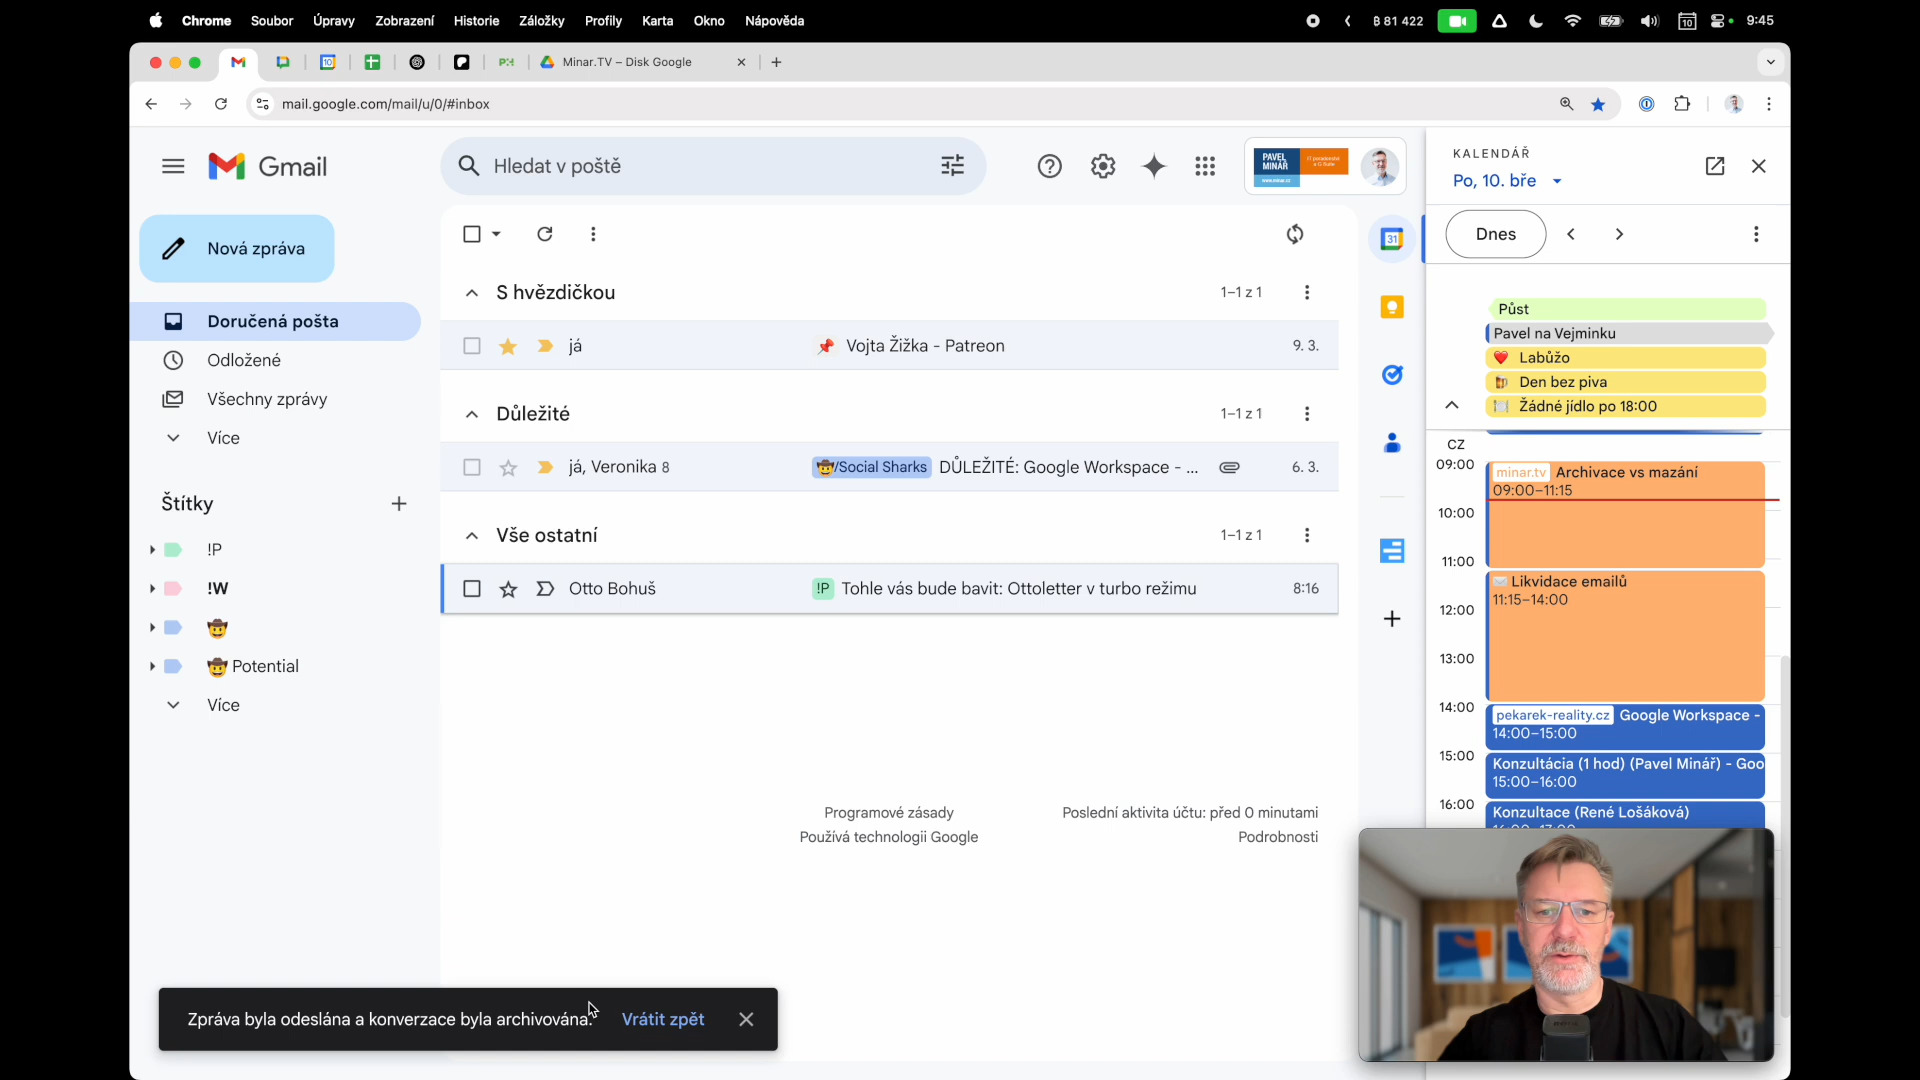 Chrome Soubor Úpravy Zobrazení Historie Záložky Profily Karta Okno Nápověda
฿ 81 422 10 9:45
10 Minar.TV – Disk Google
mail.google.com/mail/u/0/#inbox
Gmail
Hledat v poště
PAVEL MINÁŘ
www.minar.cz
KALENDÁŘ
Po, 10. bře
Nová zpráva
Dnes
31
Doručená pošta
Odložené
Všechny zprávy
Více
Štítky
!P
!W
🤠
🤠 Potential
Více
S hvězdičkou 1–1 z 1
já 📌 Vojta Žižka - Patreon 9. 3.
Důležité 1–1 z 1
já, Veronika 8 🤠/Social Sharks DŮLEŽITÉ: Google Workspace - ... 6. 3.
Vše ostatní 1–1 z 1
Otto Bohuš !P Tohle vás bude bavit: Ottoletter v turbo režimu 8:16
Programové zásady
Používá technologii Google
Poslední aktivita účtu: před 0 minutami
Podrobnosti
Půst
Pavel na Vejminku
❤️ Labůžo
🍺 Den bez piva
🍽️ Žádné jídlo po 18:00
CZ
09:00
minar.tv Archivace vs mazání
09:00–11:15
10:00
11:00
✉️ Likvidace emailů
11:15–14:00
12:00
13:00
14:00
pekarek-reality.cz Google Workspace -
14:00–15:00
15:00
Konzultácia (1 hod) (Pavel Minář) - Goo
15:00–16:00
16:00
Konzultace (René Lošáková)
Zpráva byla odeslána a konverzace byla archivována. Vrátit zpět